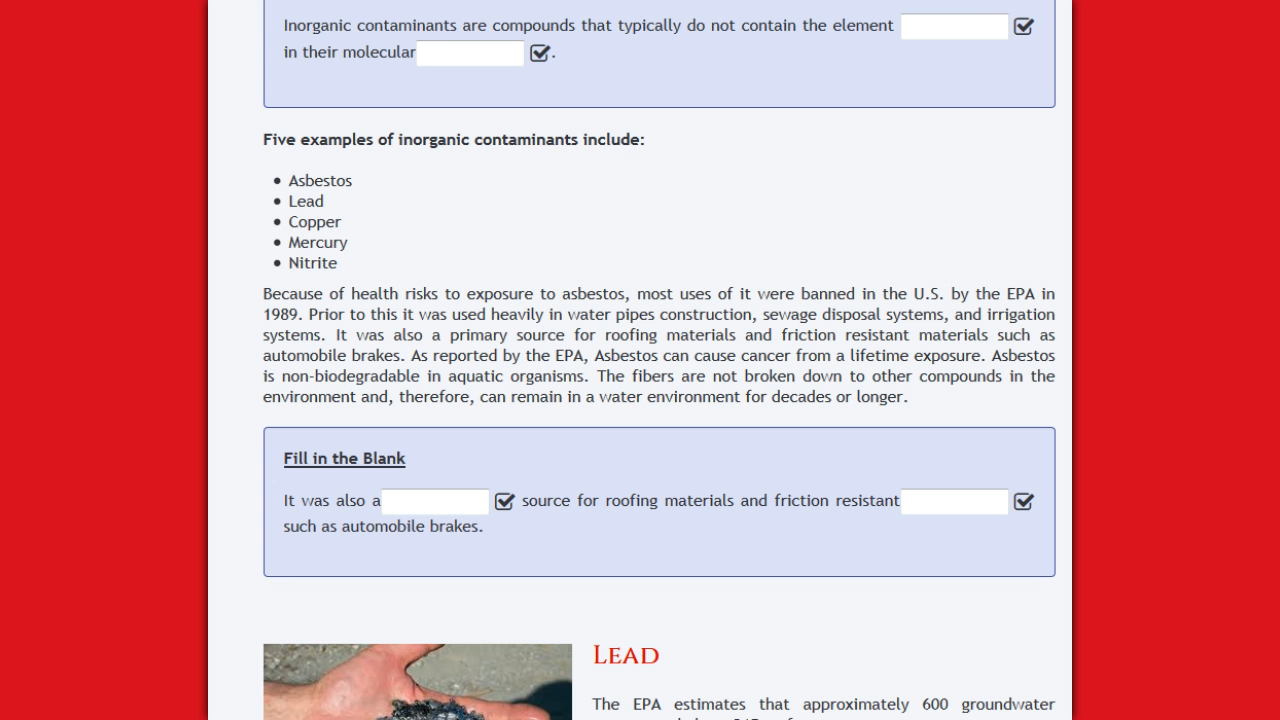 Inorganic contaminants are compounds that typically do not contain the element
in their molecular .
Five examples of inorganic contaminants include:
• Asbestos
• Lead
• Copper
• Mercury
• Nitrite
Because of health risks to exposure to asbestos, most uses of it were banned in the U.S. by the EPA in
1989. Prior to this it was used heavily in water pipes construction, sewage disposal systems, and irrigation
systems. It was also a primary source for roofing materials and friction resistant materials such as
automobile brakes. As reported by the EPA, Asbestos can cause cancer from a lifetime exposure. Asbestos
is non-biodegradable in aquatic organisms. The fibers are not broken down to other compounds in the
environment and, therefore, can remain in a water environment for decades or longer.
Fill in the Blank
It was also a source for roofing materials and friction resistant
such as automobile brakes.
Lead
The EPA estimates that approximately 600 groundwater